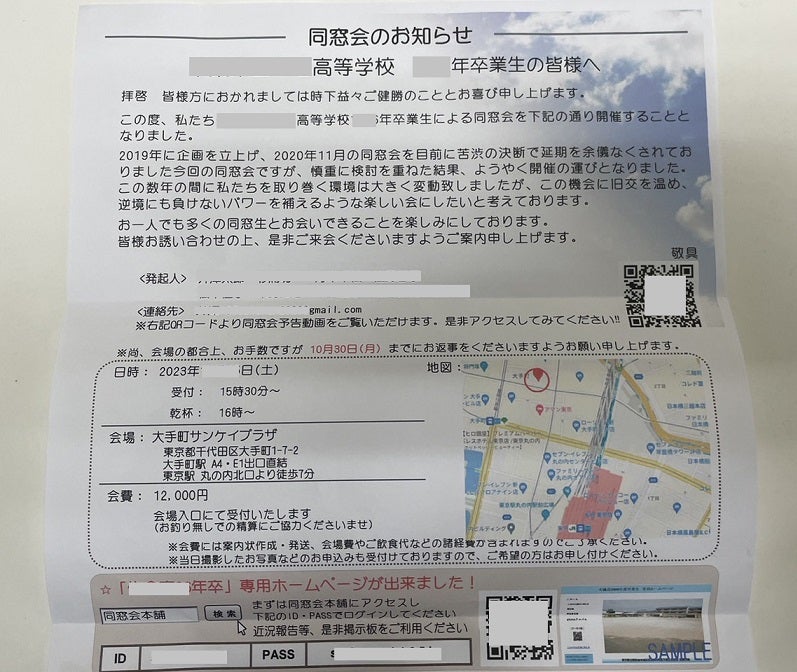 同窓会のお知らせ
高等学校 年卒業生の皆様へ
拝啓 皆様方におかれましては時下益々ご健勝のこととお喜び申し上げます。
この度、私たち 高等学校 年卒業生による同窓会を下記の通り開催することと
なりました。
2019年に企画を立上げ、2020年11月の同窓会を目前に苦渋の決断で延期を余儀なくされてお
りました今回の同窓会ですが、慎重に検討を重ねた結果、ようやく開催の運びとなりました。
この数年の間に私たちを取り巻く環境は大きく変動致しましたが、この機会に旧交を温め、
逆境にも負けないパワーを補えるような楽しい会にしたいと考えております。
お一人でも多くの同窓生とお会いできることを楽しみにしております。
皆様お誘い合わせの上、是非ご来会くださいますようご案内申し上げます。
敬具
<発起人>
<連絡先> gmail.com
※右記QRコードより同窓会予告動画をご覧いただけます。是非アクセスしてみてください!!
※尚、会場の都合上、お手数ですが 10月30日(月) までにお返事をくださいますようお願い申し上げます。
日時: 2023年 日(土)
地図:
受付: 15時30分~
乾杯: 16時~
会場: 大手町サンケイプラザ
東京都千代田区大手町1-7-2
大手町駅 A4・E1出口直結
東京駅 丸の内北口より徒歩7分
会費: 12,000円
会場入口にて受付いたします
(お釣り無しでの精算にご協力くださいませ)
※会費には案内状作成・発送、会場費やご飲食代などの諸経費が含まれますのでご了承ください。
※当日撮影したお写真などのお申込みも受付けておりますので、ご希望の方はお申し付けください。
☆「 年卒」専用ホームページが出来ました!
同窓会本舗 検索
まずは同窓会本舗にアクセスし
下記のID・PASSでログインしてください
近況報告等、是非掲示板をご利用ください
SAMPLE
ID PASS